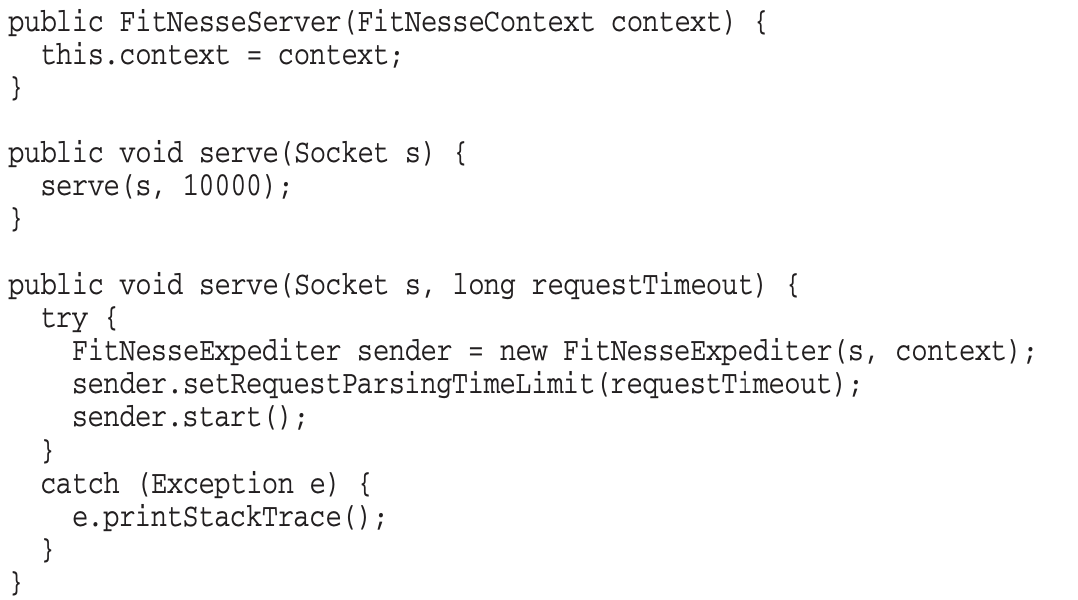 public FitNesseServer(FitNesseContext context) {
  this.context = context;
}

public void serve(Socket s) {
  serve(s, 10000);
}

public void serve(Socket s, long requestTimeout) {
  try {
    FitNesseExpediter sender = new FitNesseExpediter(s, context);
    sender.setRequestParsingTimeLimit(requestTimeout);
    sender.start();
  }
  catch (Exception e) {
    e.printStackTrace();
  }
}